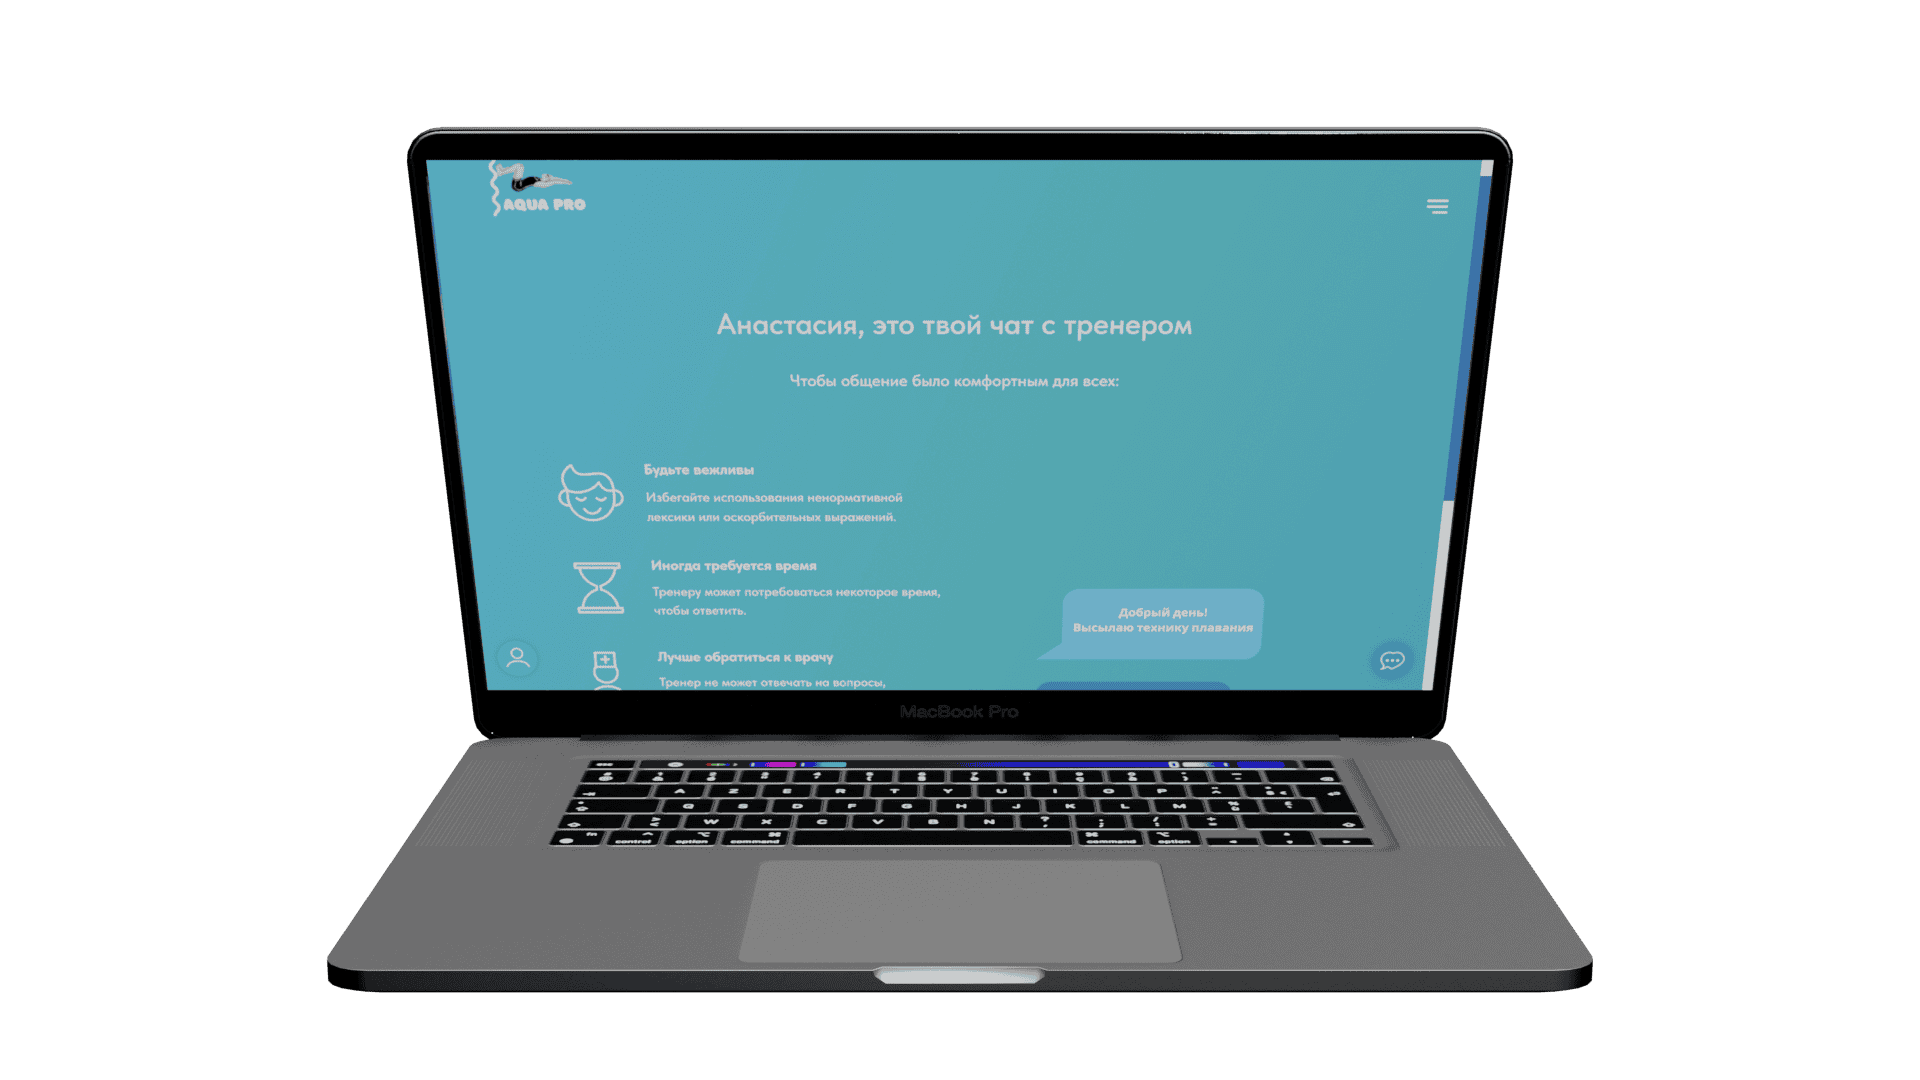 AQUA PRO
Анастасия, это твой чат с тренером
Чтобы общение было комфортным для всех:
Будьте вежливы
Избегайте использования ненормативной
лексики или оскорбительных выражений.
Иногда требуется время
Тренеру может потребоваться некоторое время,
чтобы ответить.
Лучше обратиться к врачу
Тренер не может отвечать на вопросы,
Добрый день!
Высылаю технику плавания
MacBook Pro
A Z E R T Y U I O P
Q S D F G H J K L M
W X C V B N
fn control option command command option